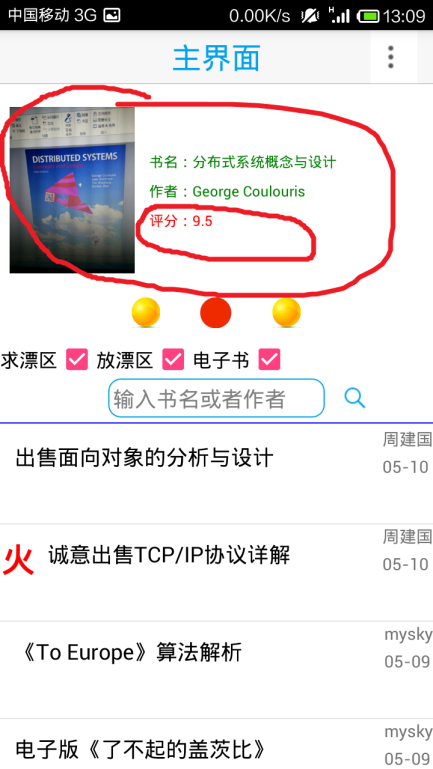 中国移动 3G
0.00K/s
H
13:09
主界面
DISTRIBUTED SYSTEMS
书名：分布式系统概念与设计
作者：George Coulouris
评分：9.5
求漂区 放漂区 电子书
输入书名或者作者
出售面向对象的分析与设计
周建国
05-10
火 诚意出售TCP/IP协议详解
周建国
05-10
《To Europe》算法解析
mysky
05-09
电子版《了不起的盖茨比》
mysky
05-09